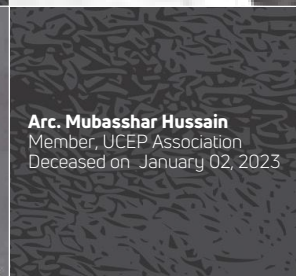 Arc. Mubasshar Hussain
Member, UCEP Association
Deceased on January 02, 2023